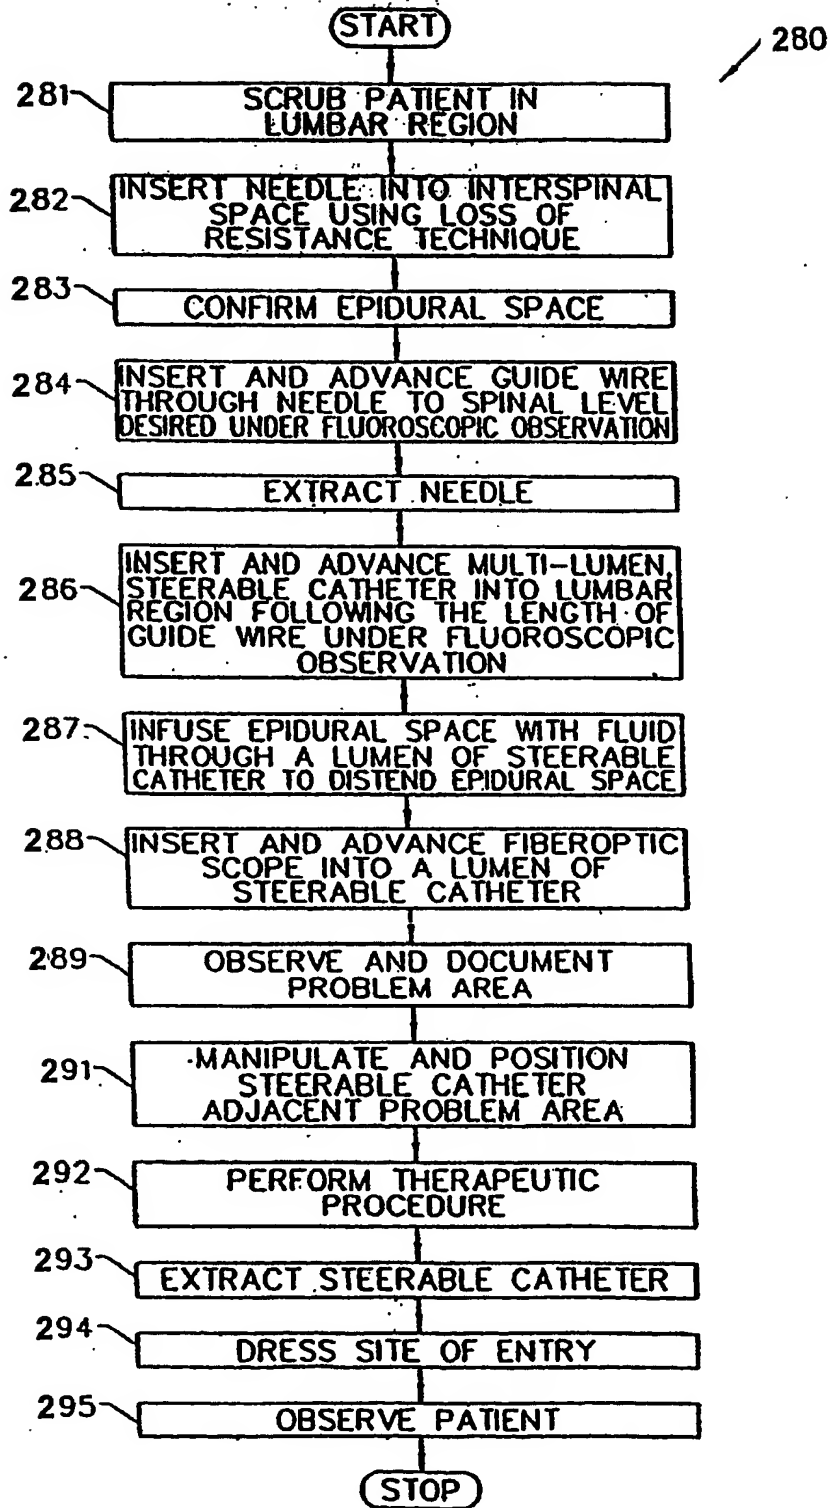 START
280
281
SCRUB PATIENT IN
LUMBAR REGION
282
INSERT NEEDLE INTO INTERSPINAL
SPACE USING LOSS OF
RESISTANCE TECHNIQUE
283
CONFIRM EPIDURAL SPACE
284
INSERT AND ADVANCE GUIDE WIRE
THROUGH NEEDLE TO SPINAL LEVEL
DESIRED UNDER FLUOROSCOPIC OBSERVATION
285
EXTRACT NEEDLE
286
INSERT AND ADVANCE MULTI-LUMEN,
STEERABLE CATHETER INTO LUMBAR
REGION FOLLOWING THE LENGTH OF
GUIDE WIRE UNDER FLUOROSCOPIC
OBSERVATION
287
INFUSE EPIDURAL SPACE WITH FLUID
THROUGH A LUMEN OF STEERABLE
CATHETER TO DISTEND EPIDURAL SPACE
288
INSERT AND ADVANCE FIBEROPTIC
SCOPE INTO A LUMEN OF
STEERABLE CATHETER
289
OBSERVE AND DOCUMENT
PROBLEM AREA
291
MANIPULATE AND POSITION
STEERABLE CATHETER
ADJACENT PROBLEM AREA
292
PERFORM THERAPEUTIC
PROCEDURE
293
EXTRACT STEERABLE CATHETER
294
DRESS SITE OF ENTRY
295
OBSERVE PATIENT
STOP